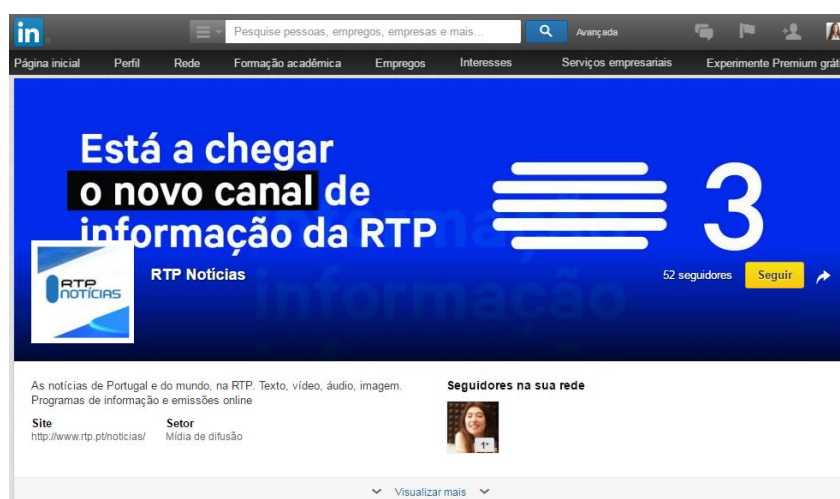 in
Pesquise pessoas, empregos, empresas e mais...
Avançada
Página inicial Perfil Rede Formação acadêmica Empregos Interesses Serviços empresariais Experimente Premium gráti
Está a chegar
o novo canal de
informação da RTP
3
informação
informação
RTP
NOTÍCIAS
RTP Notícias
52 seguidores
Seguir
As notícias de Portugal e do mundo, na RTP. Texto, vídeo, áudio, imagem.
Programas de informação e emissões online
Site
http://www.rtp.pt/noticias/
Setor
Mídia de difusão
Seguidores na sua rede
1º
Visualizar mais